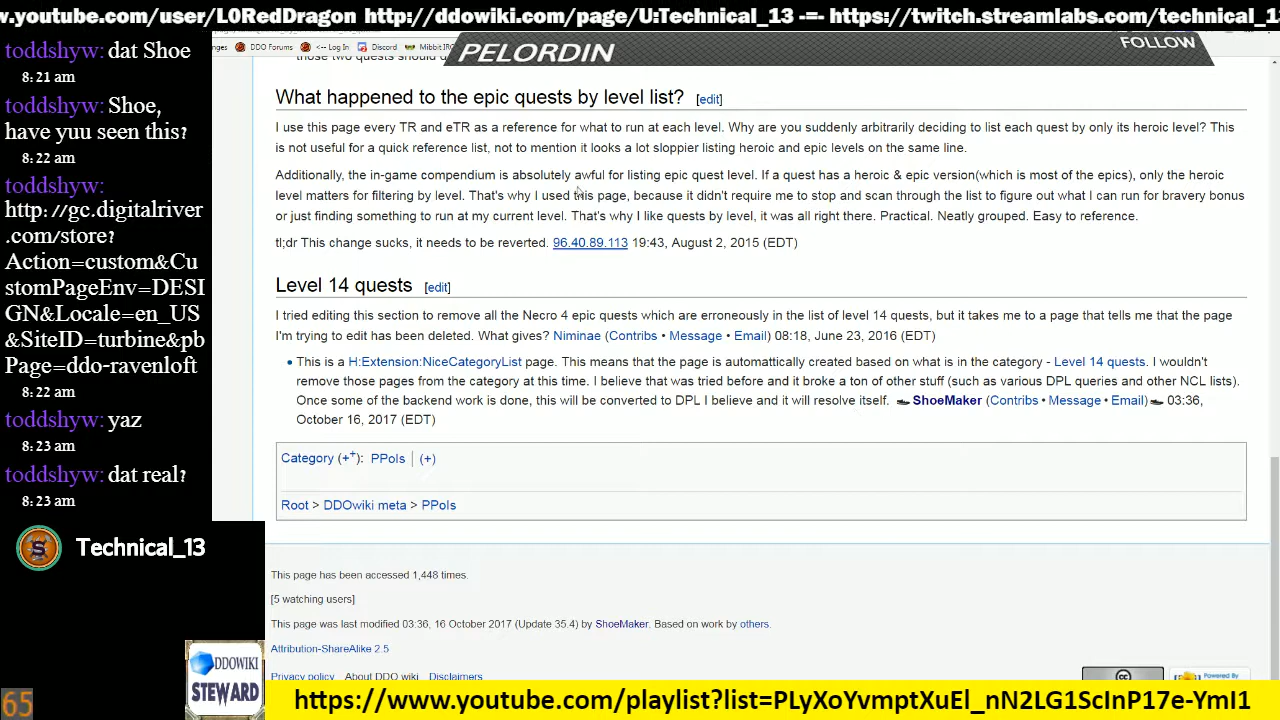 w.youtube.com/user/L0RedDragon http://ddowiki.com/page/U:Technical_13 -=- https://twitch.streamlabs.com/technical_1
toddshyw: dat Shoe
8:21 am
toddshyw: Shoe,
have yuu seen this?
8:22 am
toddshyw:
http://gc.digitalriver
.com/store?
Action=custom&Cu
stomPageEnv=DESI
GN&Locale=en_US
&SiteID=turbine&pb
Page=ddo-ravenloft
8:22 am
toddshyw: yaz
8:23 am
toddshyw: dat real?
8:23 am
Technical_13
DDOWIKI
STEWARD
65
nges DDO Forums <-- Log In Discord Mibbit IR
PELORDIN
FOLLOW
those two quests should d
What happened to the epic quests by level list? [edit]
I use this page every TR and eTR as a reference for what to run at each level. Why are you suddenly arbitrarily deciding to list each quest by only its heroic level? This
is not useful for a quick reference list, not to mention it looks a lot sloppier listing heroic and epic levels on the same line.
Additionally, the in-game compendium is absolutely awful for listing epic quest level. If a quest has a heroic & epic version(which is most of the epics), only the heroic
level matters for filtering by level. That's why I used this page, because it didn't require me to stop and scan through the list to figure out what I can run for bravery bonus
or just finding something to run at my current level. That's why I like quests by level, it was all right there. Practical. Neatly grouped. Easy to reference.
tl;dr This change sucks, it needs to be reverted. 96.40.89.113 19:43, August 2, 2015 (EDT)
Level 14 quests [edit]
I tried editing this section to remove all the Necro 4 epic quests which are erroneously in the list of level 14 quests, but it takes me to a page that tells me that the page
I'm trying to edit has been deleted. What gives? Niminae (Contribs • Message • Email) 08:18, June 23, 2016 (EDT)
• This is a H:Extension:NiceCategoryList page. This means that the page is automattically created based on what is in the category - Level 14 quests. I wouldn't
remove those pages from the category at this time. I believe that was tried before and it broke a ton of other stuff (such as various DPL queries and other NCL lists).
Once some of the backend work is done, this will be converted to DPL I believe and it will resolve itself. ShoeMaker (Contribs • Message • Email) 03:36,
October 16, 2017 (EDT)
Category (++): PPoIs | (+)
Root > DDOwiki meta > PPoIs
This page has been accessed 1,448 times.
[5 watching users]
This page was last modified 03:36, 16 October 2017 (Update 35.4) by ShoeMaker. Based on work by others.
Attribution-ShareAlike 2.5
Privacy policy About DDO wiki Disclaimers
cc
Powered By
https://www.youtube.com/playlist?list=PLyXoYvmptXuEl_nN2LG1ScInP17e-YmI1